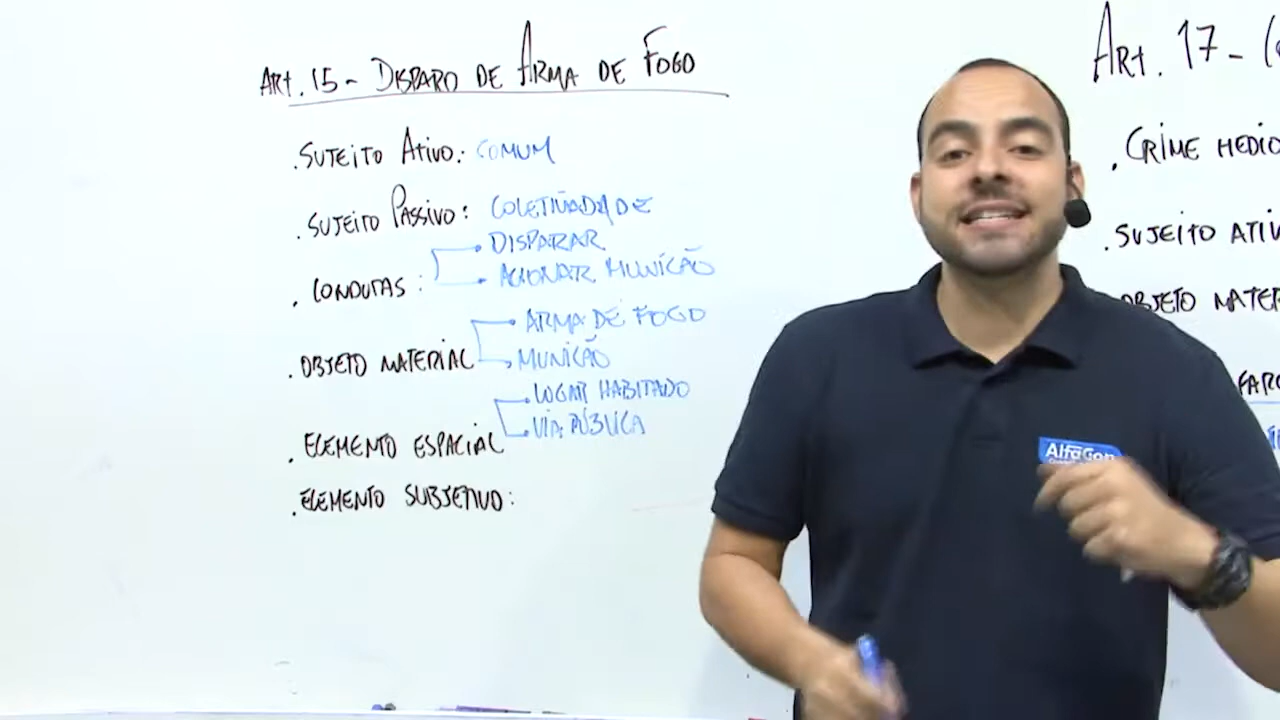 Art. 15 - DISPARO DE ARMA DE FOGO
. SUJEITO ATIVO: COMUM
. SUJEITO PASSIVO: COLETIVIDADE
. CONDUTAS:
DISPARAR
ACIONAR MUNIÇÃO
. OBJETO MATERIAL
ARMA DE FOGO
MUNIÇÃO
. ELEMENTO ESPACIAL
LUGAR HABITADO
VIA PÚBLICA
. ELEMENTO SUBJETIVO:
Art. 17 - (
. CRIME
. SUJEITO ATIV
OBJETO MATER
AlfaCon